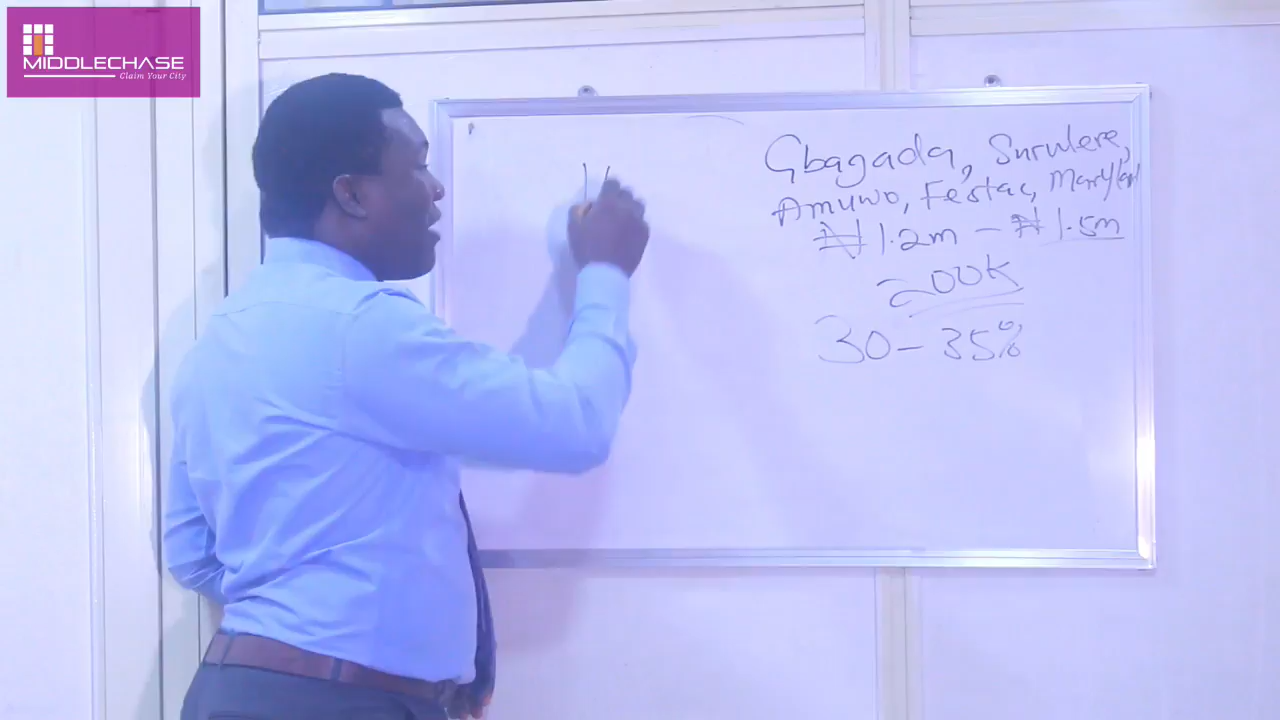 MIDDLECHASE
Claim Your City
Gbagada, Surulere,
Amuwo, Festac, Maryland
₦ 1.2m - ₦ 1.5m
200K
30-35%